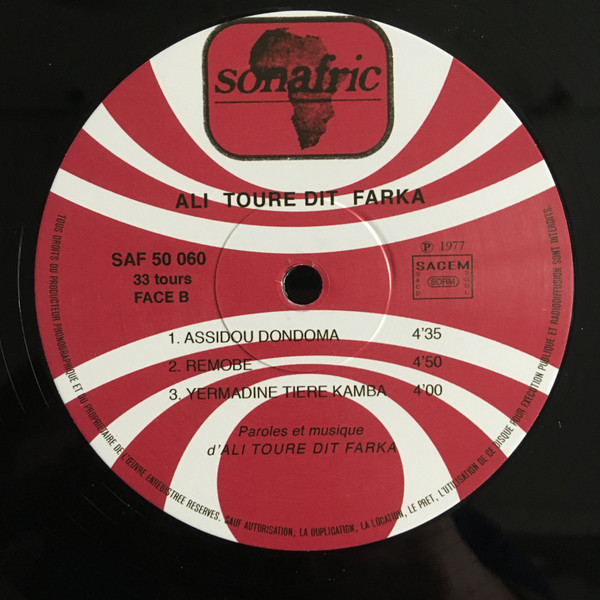 sonafric
ALI TOURE DIT FARKA
SAF 50 060
33 tours
FACE B
℗ 1977
SACEM
SDRM
1. ASSIDOU DONDOMA 4'35
2. REMOBE 4'50
3. YERMADINE TIERE KAMBA 4'00
Paroles et musique
d'ALI TOURE DIT FARKA
TOUS DROITS DU PRODUCTEUR PHONOGRAPHIQUE ET DU PROPRIETAIRE DE L'ŒUVRE ENREGISTREE RESERVES. SAUF AUTORISATION, LA DUPLICATION, LA LOCATION, LE PRET, L'UTILISATION DE CE DISQUE POUR EXECUTION PUBLIQUE ET RADIODIFFUSION SONT INTERDITS.